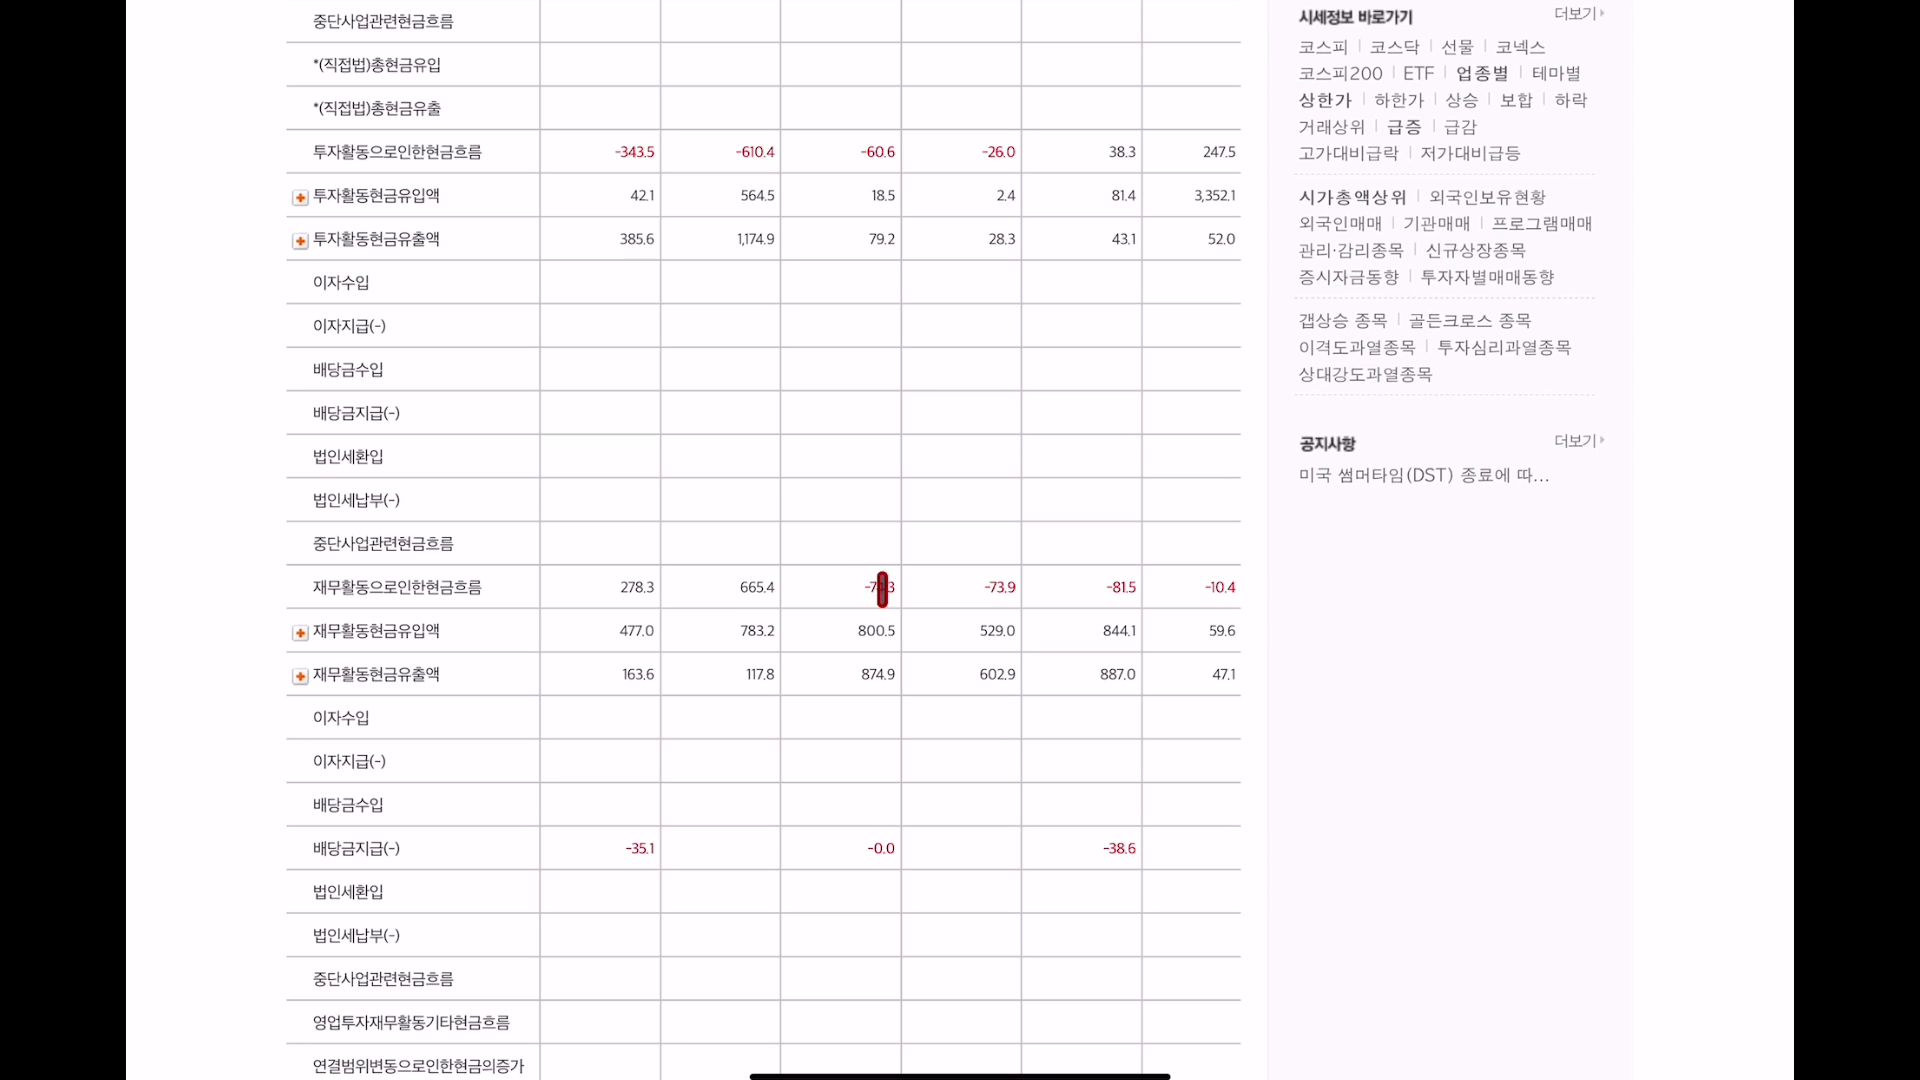 중단사업관련현금흐름
*(직접법)총현금유입
*(직접법)총현금유출
투자활동으로인한현금흐름 -343.5 -610.4 -60.6 -26.0 38.3 247.5
투자활동현금유입액 42.1 564.5 18.5 2.4 81.4 3,352.1
투자활동현금유출액 385.6 1,174.9 79.2 28.3 43.1 52.0
이자수입
이자지급(-)
배당금수입
배당금지급(-)
법인세환입
법인세납부(-)
중단사업관련현금흐름
재무활동으로인한현금흐름 278.3 665.4 -73.9 -81.5 -10.4
재무활동현금유입액 477.0 783.2 800.5 529.0 844.1 59.6
재무활동현금유출액 163.6 117.8 874.9 602.9 887.0 47.1
이자수입
이자지급(-)
배당금수입
배당금지급(-) -35.1 -0.0 -38.6
법인세환입
법인세납부(-)
중단사업관련현금흐름
영업투자재무활동기타현금흐름
연결범위변동으로인한현금의증가
시세정보 바로가기 더보기
코스피 코스닥 선물 코넥스
코스피200 ETF 업종별 테마별
상한가 하한가 상승 보합 하락
거래상위 급증 급감
고가대비급락 저가대비급등
시가총액상위 외국인보유현황
외국인매매 기관매매 프로그램매매
관리·감리종목 신규상장종목
증시자금동향 투자자별매매동향
갭상승 종목 골든크로스 종목
이격도과열종목 투자심리과열종목
상대강도과열종목
공지사항 더보기
미국 썸머타임(DST) 종료에 따...